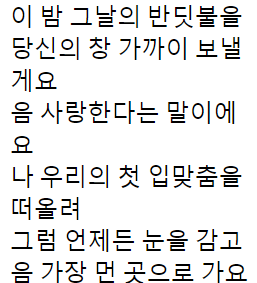 이 밤 그날의 반딧불을
당신의 창 가까이 보낼
게요
음 사랑한다는 말이에
요
나 우리의 첫 입맞춤을
떠올려
그럼 언제든 눈을 감고
음 가장 먼 곳으로 가요